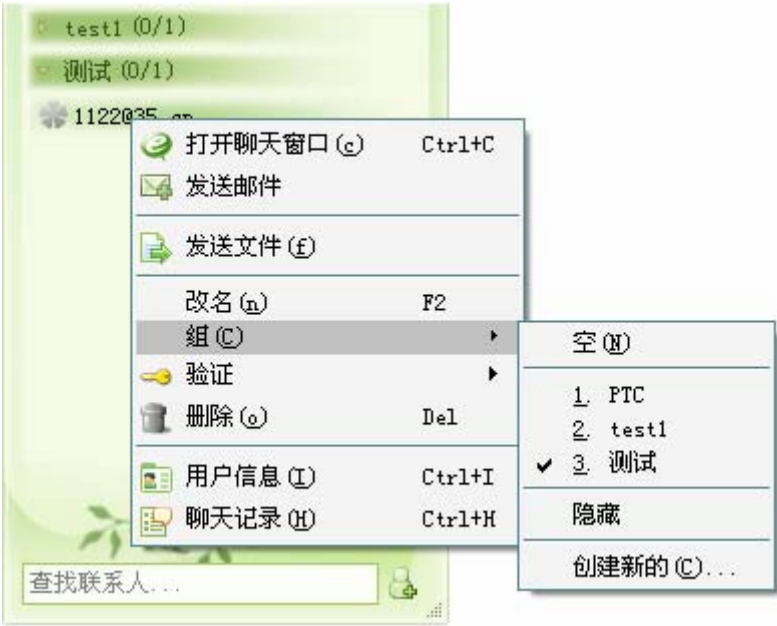 test1 (0/1)
测试 (0/1)
1122035
打开聊天窗口(c) Ctrl+C
发送邮件
发送文件(f)
改名(n) F2
组(C)
验证
删除(o) Del
用户信息(I) Ctrl+I
聊天记录(H) Ctrl+H
空(N)
1. PTC
2. test1
3. 测试
隐藏
创建新的(C)...
查找联系人...